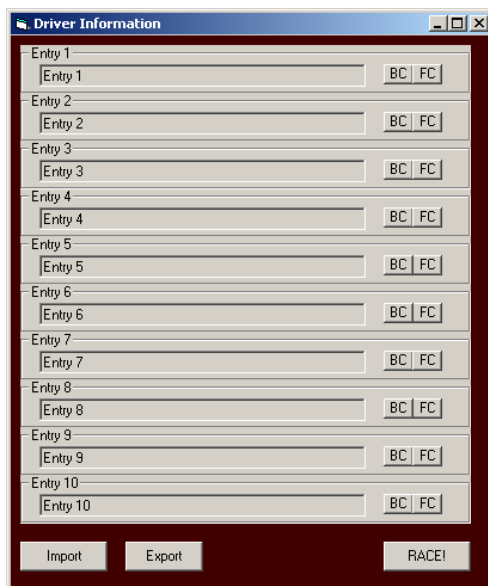 Driver Information
Entry 1
Entry 1 BC FC
Entry 2
Entry 2 BC FC
Entry 3
Entry 3 BC FC
Entry 4
Entry 4 BC FC
Entry 5
Entry 5 BC FC
Entry 6
Entry 6 BC FC
Entry 7
Entry 7 BC FC
Entry 8
Entry 8 BC FC
Entry 9
Entry 9 BC FC
Entry 10
Entry 10 BC FC
Import Export RACE!